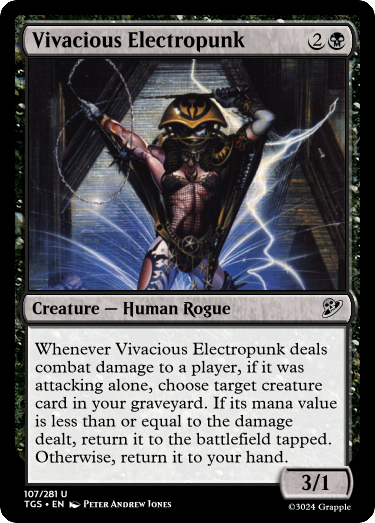 Vivacious Electropunk 2
Creature — Human Rogue
Whenever Vivacious Electropunk deals
combat damage to a player, if it was
attacking alone, choose target creature
card in your graveyard. If its mana value
is less than or equal to the damage
dealt, return it to the battlefield tapped.
Otherwise, return it to your hand.
3/1
107/281 U
TGS • EN Peter Andrew Jones
©3024 Grapple